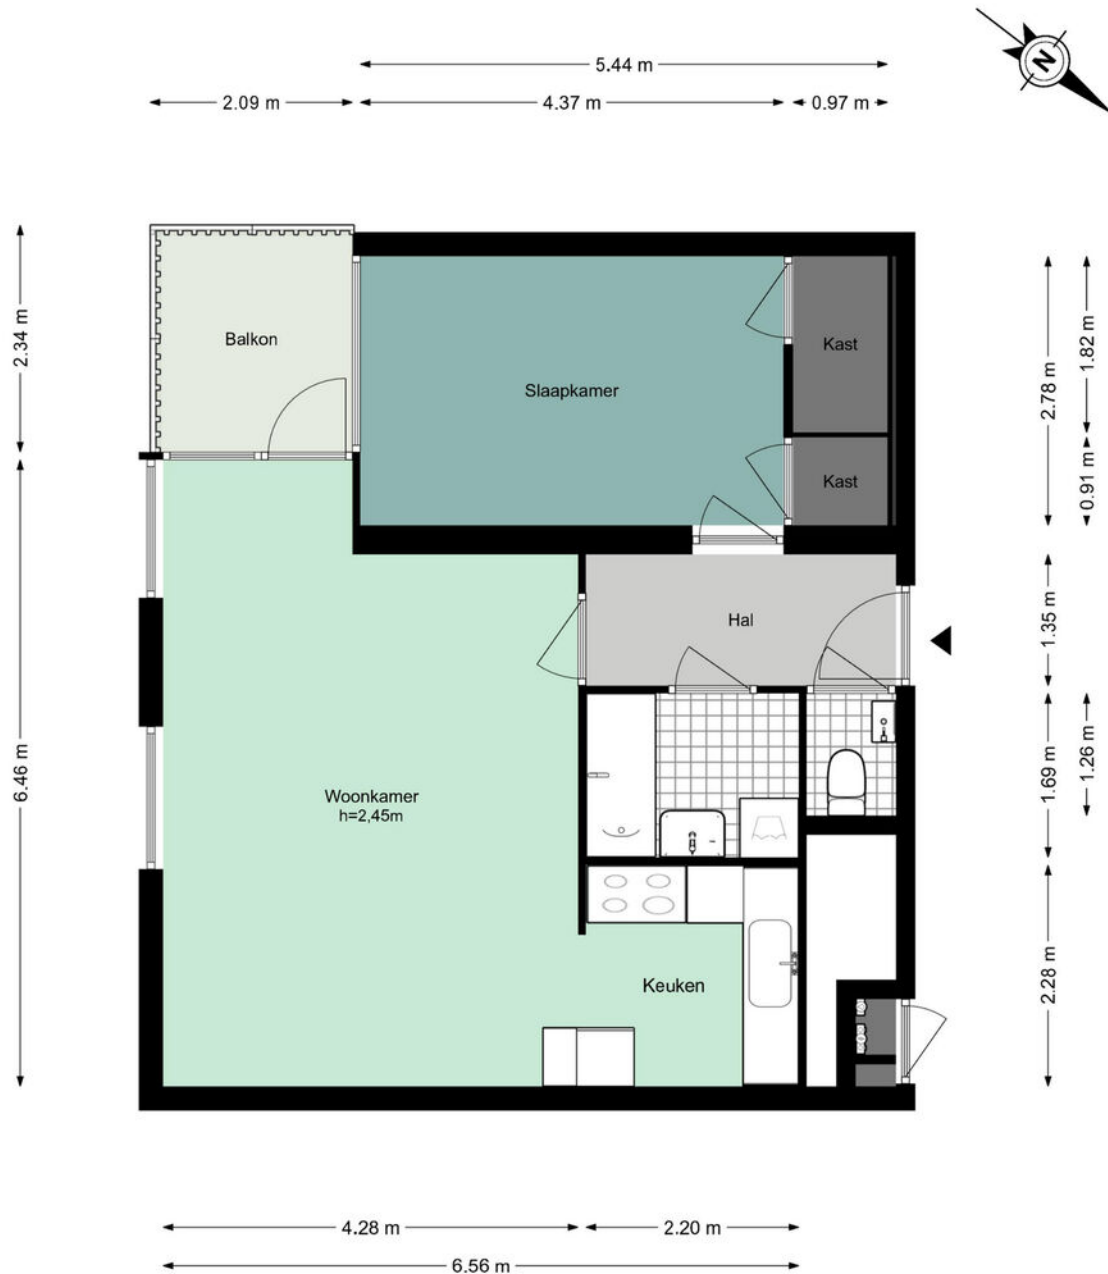 N
5.44 m
2.09 m
4.37 m
0.97 m
2.34 m
6.46 m
Balkon
Slaapkamer
Kast
Kast
Hal
Woonkamer
h=2,45m
Keuken
2.78 m
1.82 m
0.91 m
1.35 m
1.69 m
1.26 m
2.28 m
4.28 m
2.20 m
6.56 m